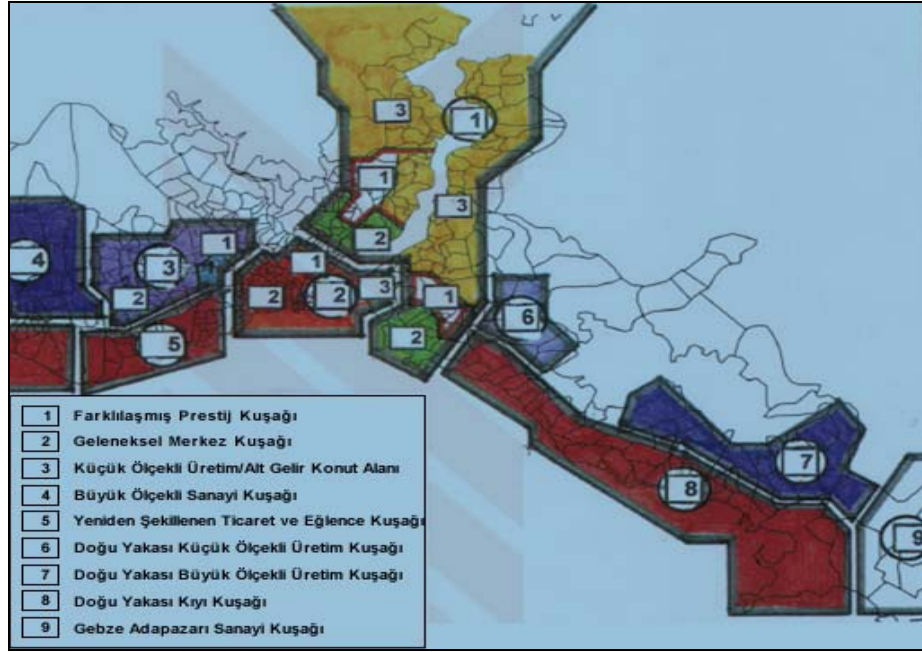 3
1
1
3
2
4
3
1
2
1
2
2
3
1
2
6
5
7
8
9
1 Farklılaşmış Prestij Kuşağı
2 Geleneksel Merkez Kuşağı
3 Küçük Ölçekli Üretim/Alt Gelir Konut Alanı
4 Büyük Ölçekli Sanayi Kuşağı
5 Yeniden Şekillenen Ticaret ve Eğlence Kuşağı
6 Doğu Yakası Küçük Ölçekli Üretim Kuşağı
7 Doğu Yakası Büyük Ölçekli Üretim Kuşağı
8 Doğu Yakası Kıyı Kuşağı
9 Gebze Adapazarı Sanayi Kuşağı